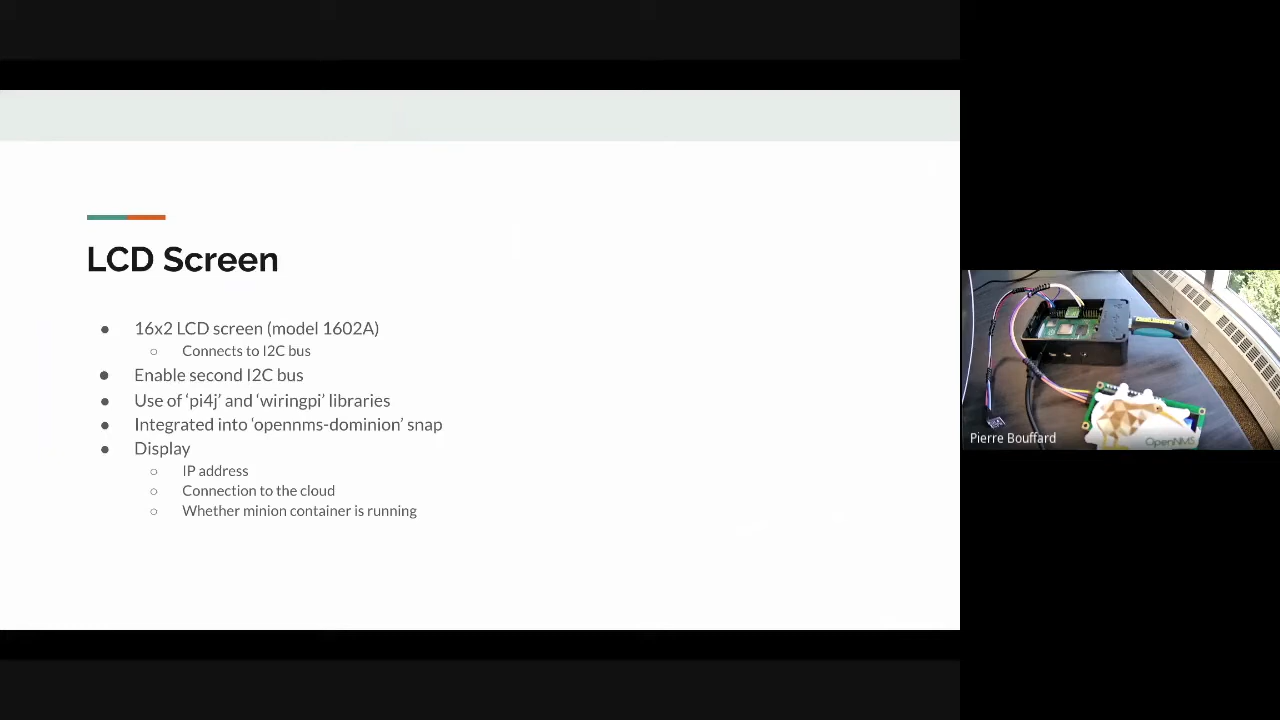 LCD Screen
● 16x2 LCD screen (model 1602A)
○ Connects to I2C bus
● Enable second I2C bus
● Use of ‘pi4j’ and ‘wiringpi’ libraries
● Integrated into ‘opennms-dominion’ snap
● Display
○ IP address
○ Connection to the cloud
○ Whether minion container is running
Pierre Bouffard
OpenNMS